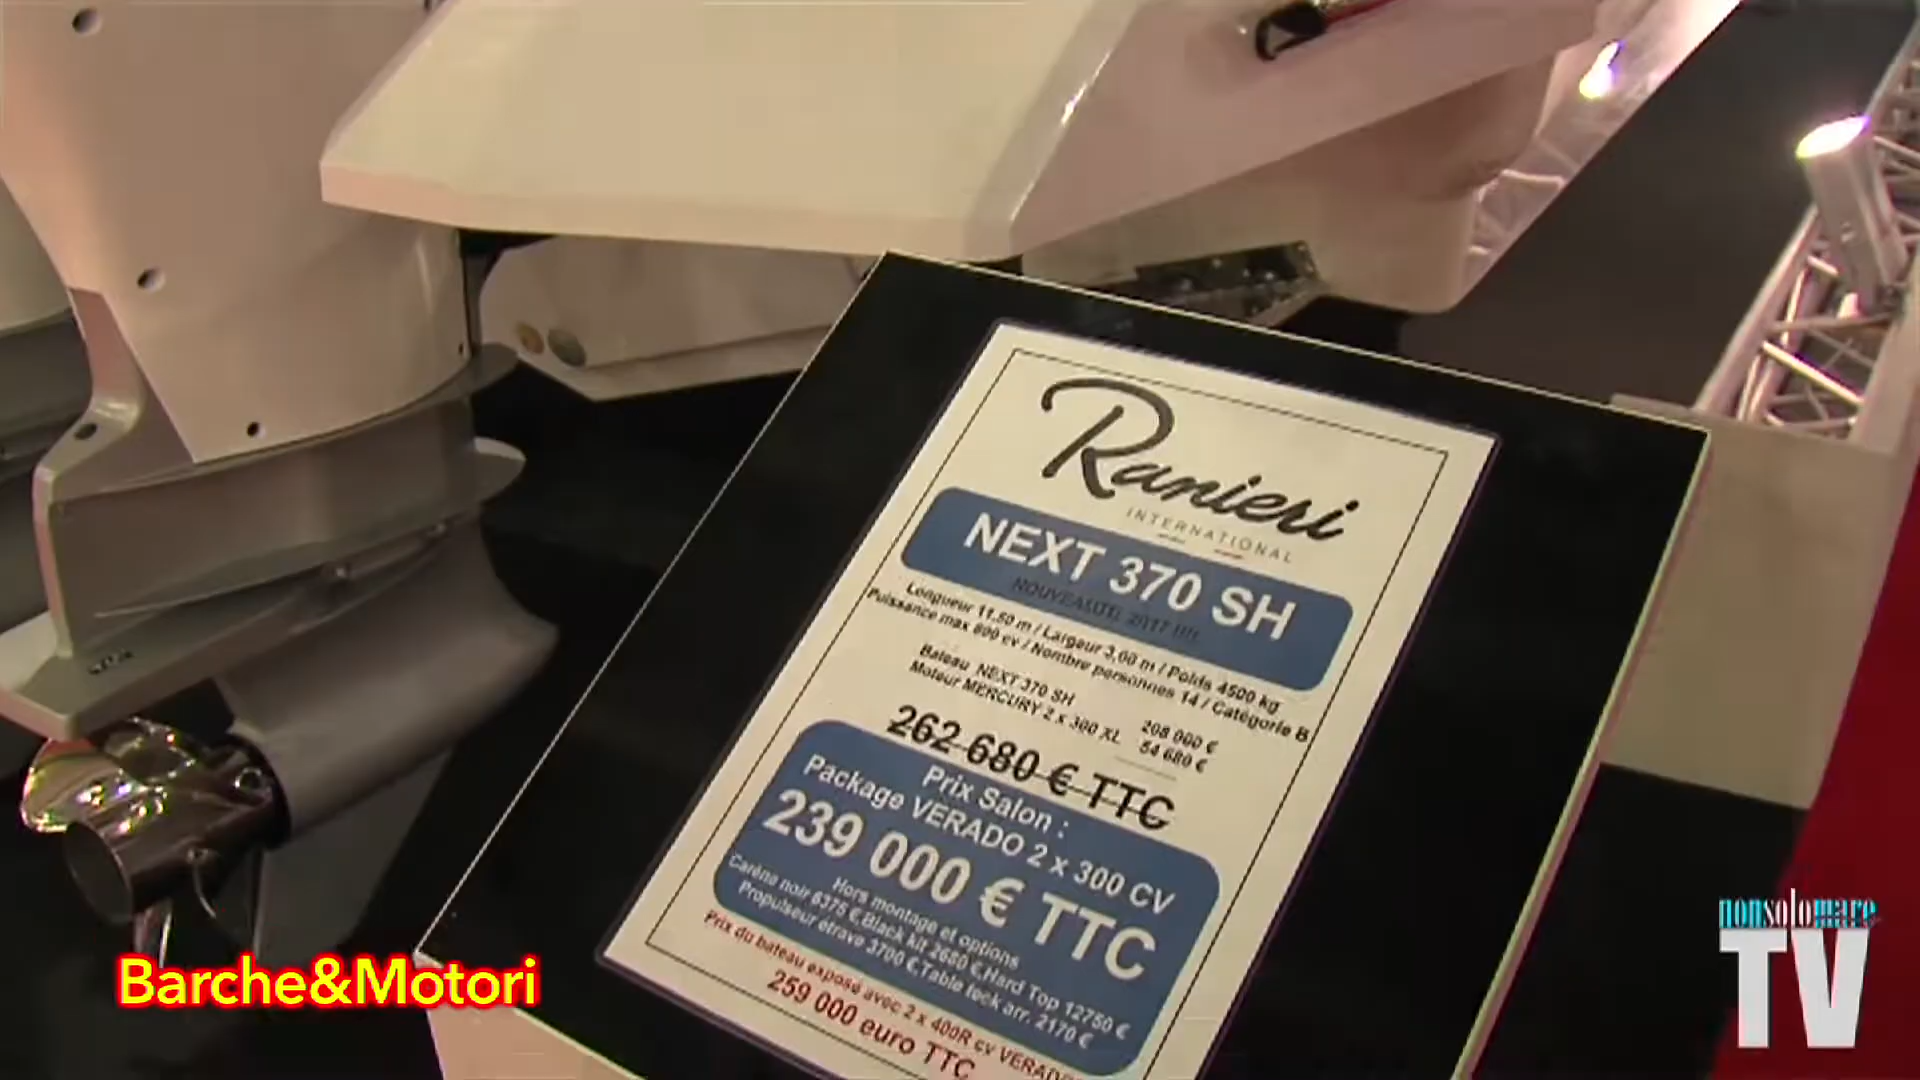 Ranieri
INTERNATIONAL
NEXT 370 SH
NOUVEAUTE 2017 !!!
Longueur 11,50 m / Largeur 3,00 m / Poids 4500 kg
Puissance max 800 cv / Nombre personnes 14 / Catégorie B
Bateau NEXT 370 SH 208 000 €
Moteur MERCURY 2 x 300 XL 54 680 €
262 680 € TTC
Prix Salon :
Package VERADO 2 x 300 CV
239 000 € TTC
Hors montage et options
Carène noir 6375 €,Black kit 2680 €,Hard Top 12750 €
Propulseur étrave 3700 €,Table teck arr. 2170 €
Prix du bateau exposé avec 2 x 400R cv VERADO
259 000 euro TTC
Barche&Motori
nonsolomare
TV